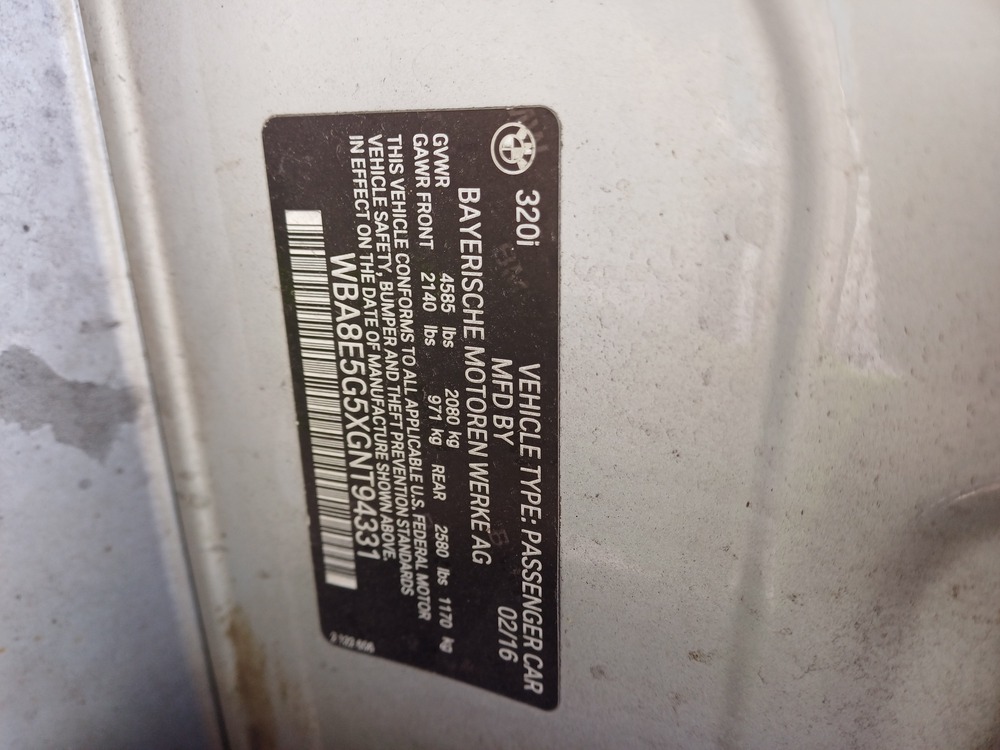 320i
VEHICLE TYPE: PASSENGER CAR
MFD BY 02/16
BAYERISCHE MOTOREN WERKE AG
GVWR 4585 lbs 2080 kg
GAWR FRONT 2140 lbs 971 kg REAR 2580 lbs 1170 kg
THIS VEHICLE CONFORMS TO ALL APPLICABLE U.S. FEDERAL MOTOR
VEHICLE SAFETY, BUMPER AND THEFT PREVENTION STANDARDS
IN EFFECT ON THE DATE OF MANUFACTURE SHOWN ABOVE.
WBA8E5G5XGNT94331